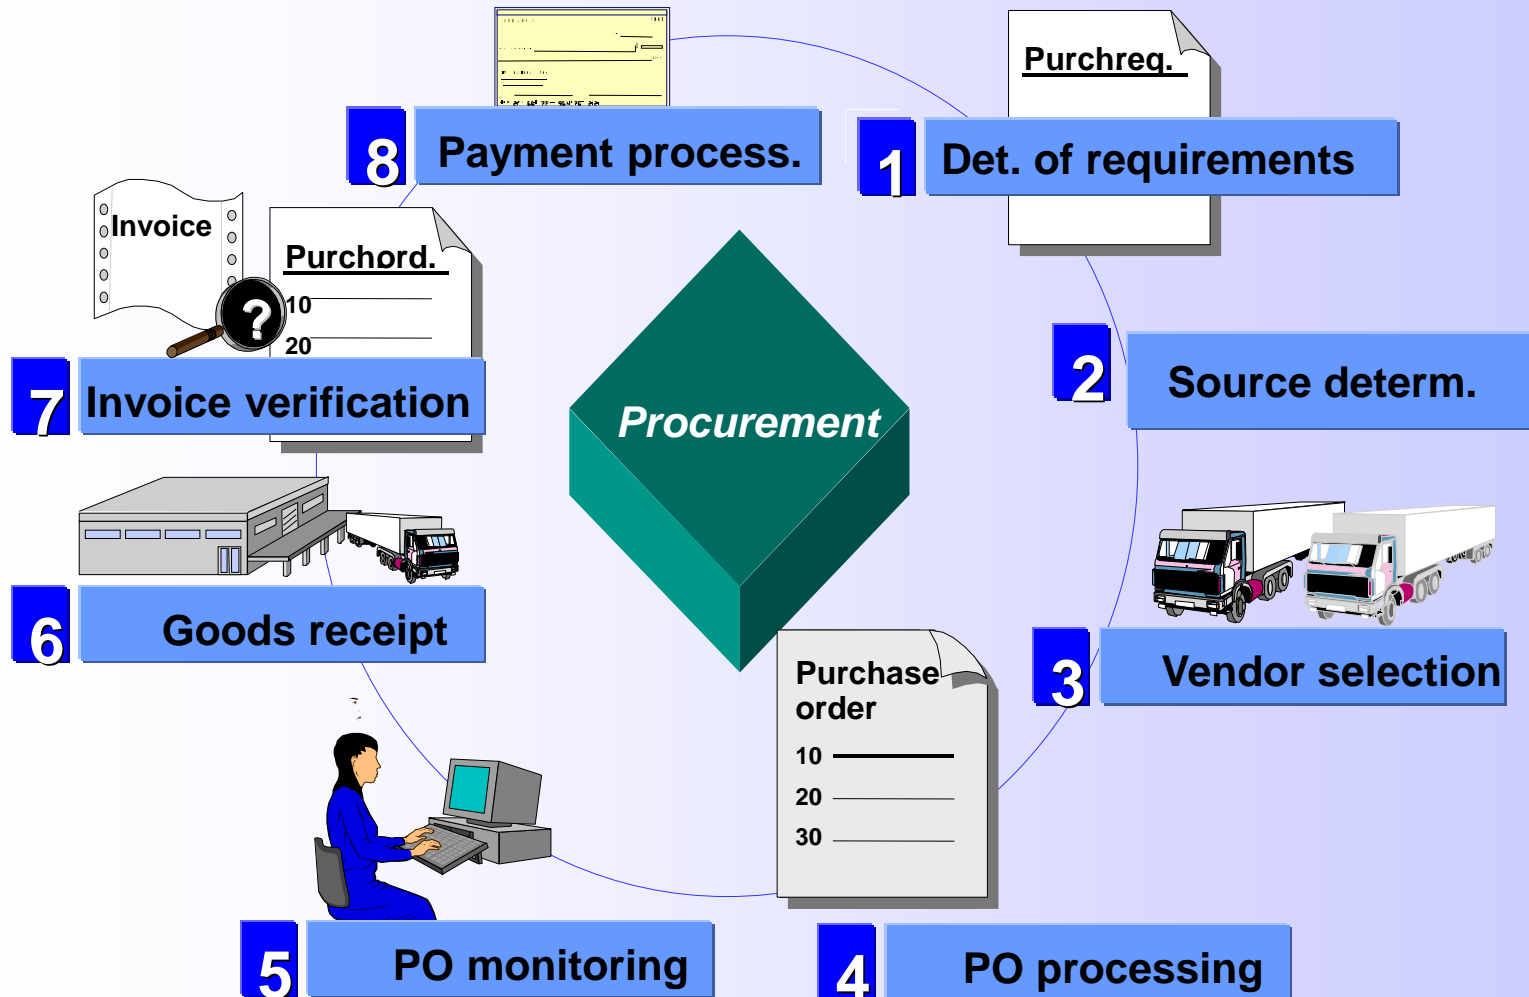 Purchreq.
8
Payment process.
1
Det. of requirements
Invoice
Purchord.
10
20
?
7
Invoice verification
Procurement
2
Source determ.
6
Goods receipt
3
Vendor selection
Purchase
order
10
20
30
5
PO monitoring
4
PO processing